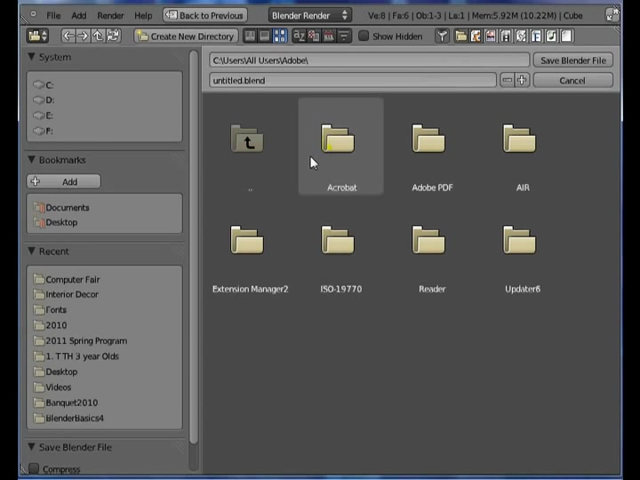 File Add Render Help Back to Previous Blender Render Ve:8 | Fa:6 | Ob:1-3 | La:1 | Mem:5.92M (10.22M) | Cube
Create New Directory Show Hidden
System
C:
D:
E:
F:
Bookmarks
Add
Documents
Desktop
Recent
Computer Fair
Interior Decor
Fonts
2010
2011 Spring Program
1. TTH 3 year Olds
Desktop
Videos
Banquet2010
BlenderBasics4
Save Blender File
Compress
C:\Users\All Users\Adobe\ Save Blender File
untitled.blend Cancel
.. Acrobat Adobe PDF AIR
Extension Manager2 ISO-19770 Reader Updater6